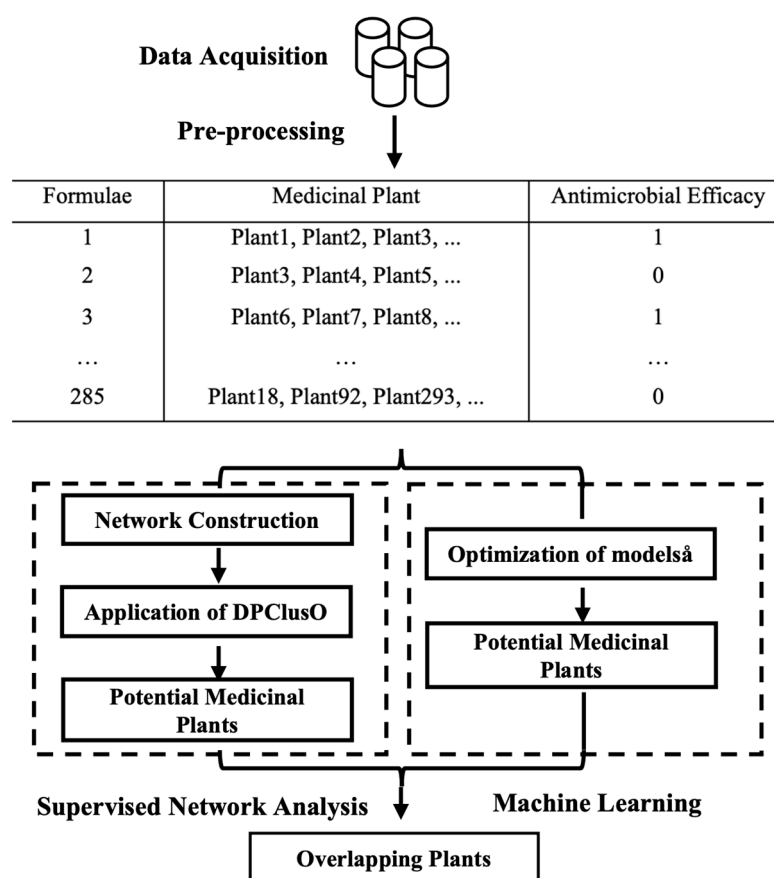 Data Acquisition
Pre-processing
Formulae Medicinal Plant Antimicrobial Efficacy
1 Plant1, Plant2, Plant3, ... 1
2 Plant3, Plant4, Plant5, ... 0
3 Plant6, Plant7, Plant8, ... 1
... ... ...
285 Plant18, Plant92, Plant293, ... 0
Network Construction
Application of DPClusO
Potential Medicinal
Plants
Optimization of modelså
Potential Medicinal
Plants
Supervised Network Analysis
Machine Learning
Overlapping Plants